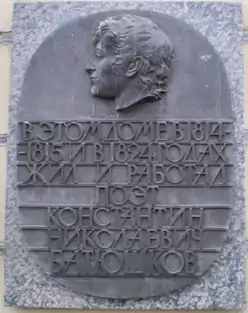 В ЭТОМ ДОМЕ В 1814-
-1815 И В 1824 ГОДАХ
ЖИЛ И РАБОТАЛ
ПОЭТ
КОНСТАНТИН
НИКОЛАЕВИЧ
БАТЮШКОВ